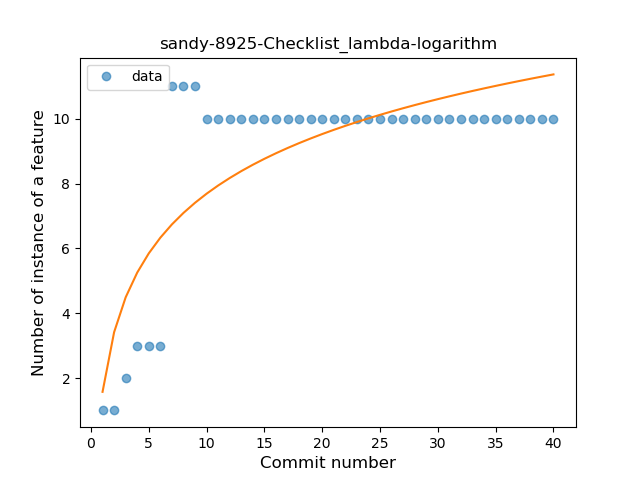 sandy-8925-Checklist_lambda-logarithm
data
Number of instance of a feature
10
8
6
4
2
0 5 10 15 20 25 30 35 40
Commit number